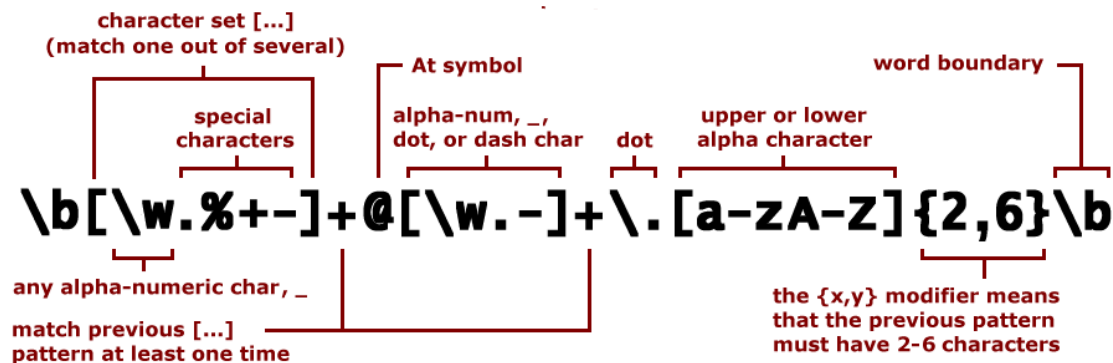 character set [...]
(match one out of several)
At symbol
word boundary
special
characters
alpha-num, _,
dot, or dash char
dot
upper or lower
alpha character
\b[\w.%+-]+@[\w.-]+\.[a-zA-Z]{2,6}\b
any alpha-numeric char, _
match previous [...]
pattern at least one time
the {x,y} modifier means
that the previous pattern
must have 2-6 characters